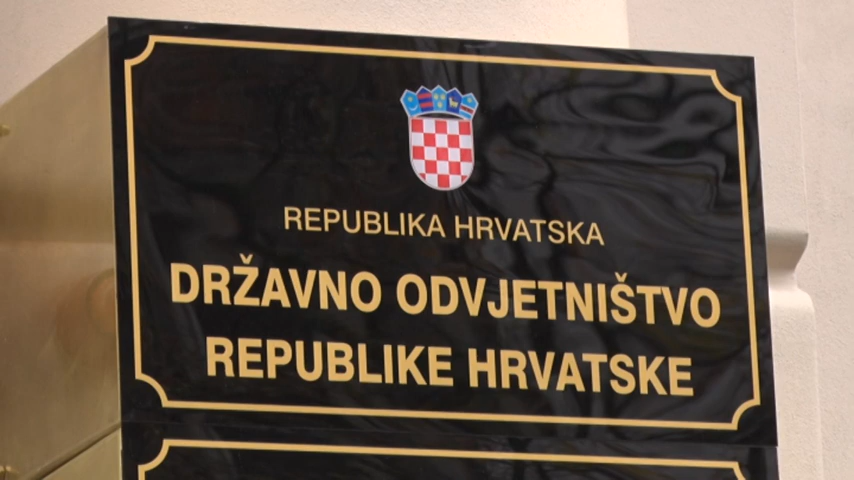 REPUBLIKA HRVATSKA
DRŽAVNO ODVJETNIŠTVO
REPUBLIKE HRVATSKE